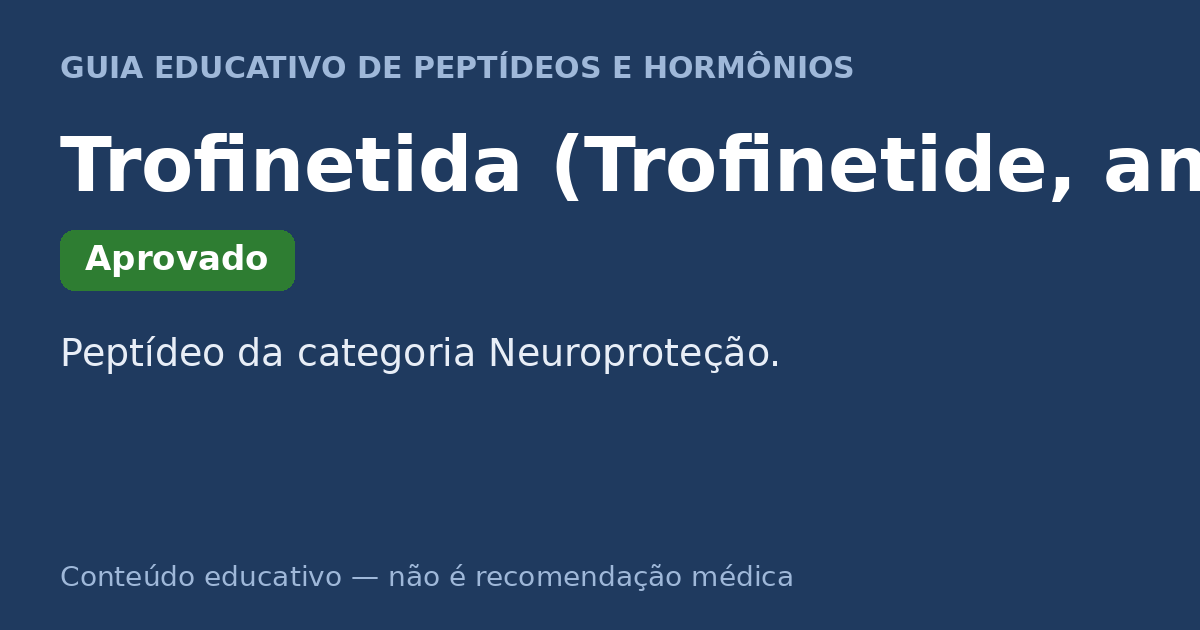 GUIA EDUCATIVO DE PEPTÍDEOS E HORMÔNIOS
Trofinetida (Trofinetide, an
Aprovado
Peptídeo da categoria Neuroproteção.
Conteúdo educativo — não é recomendação médica